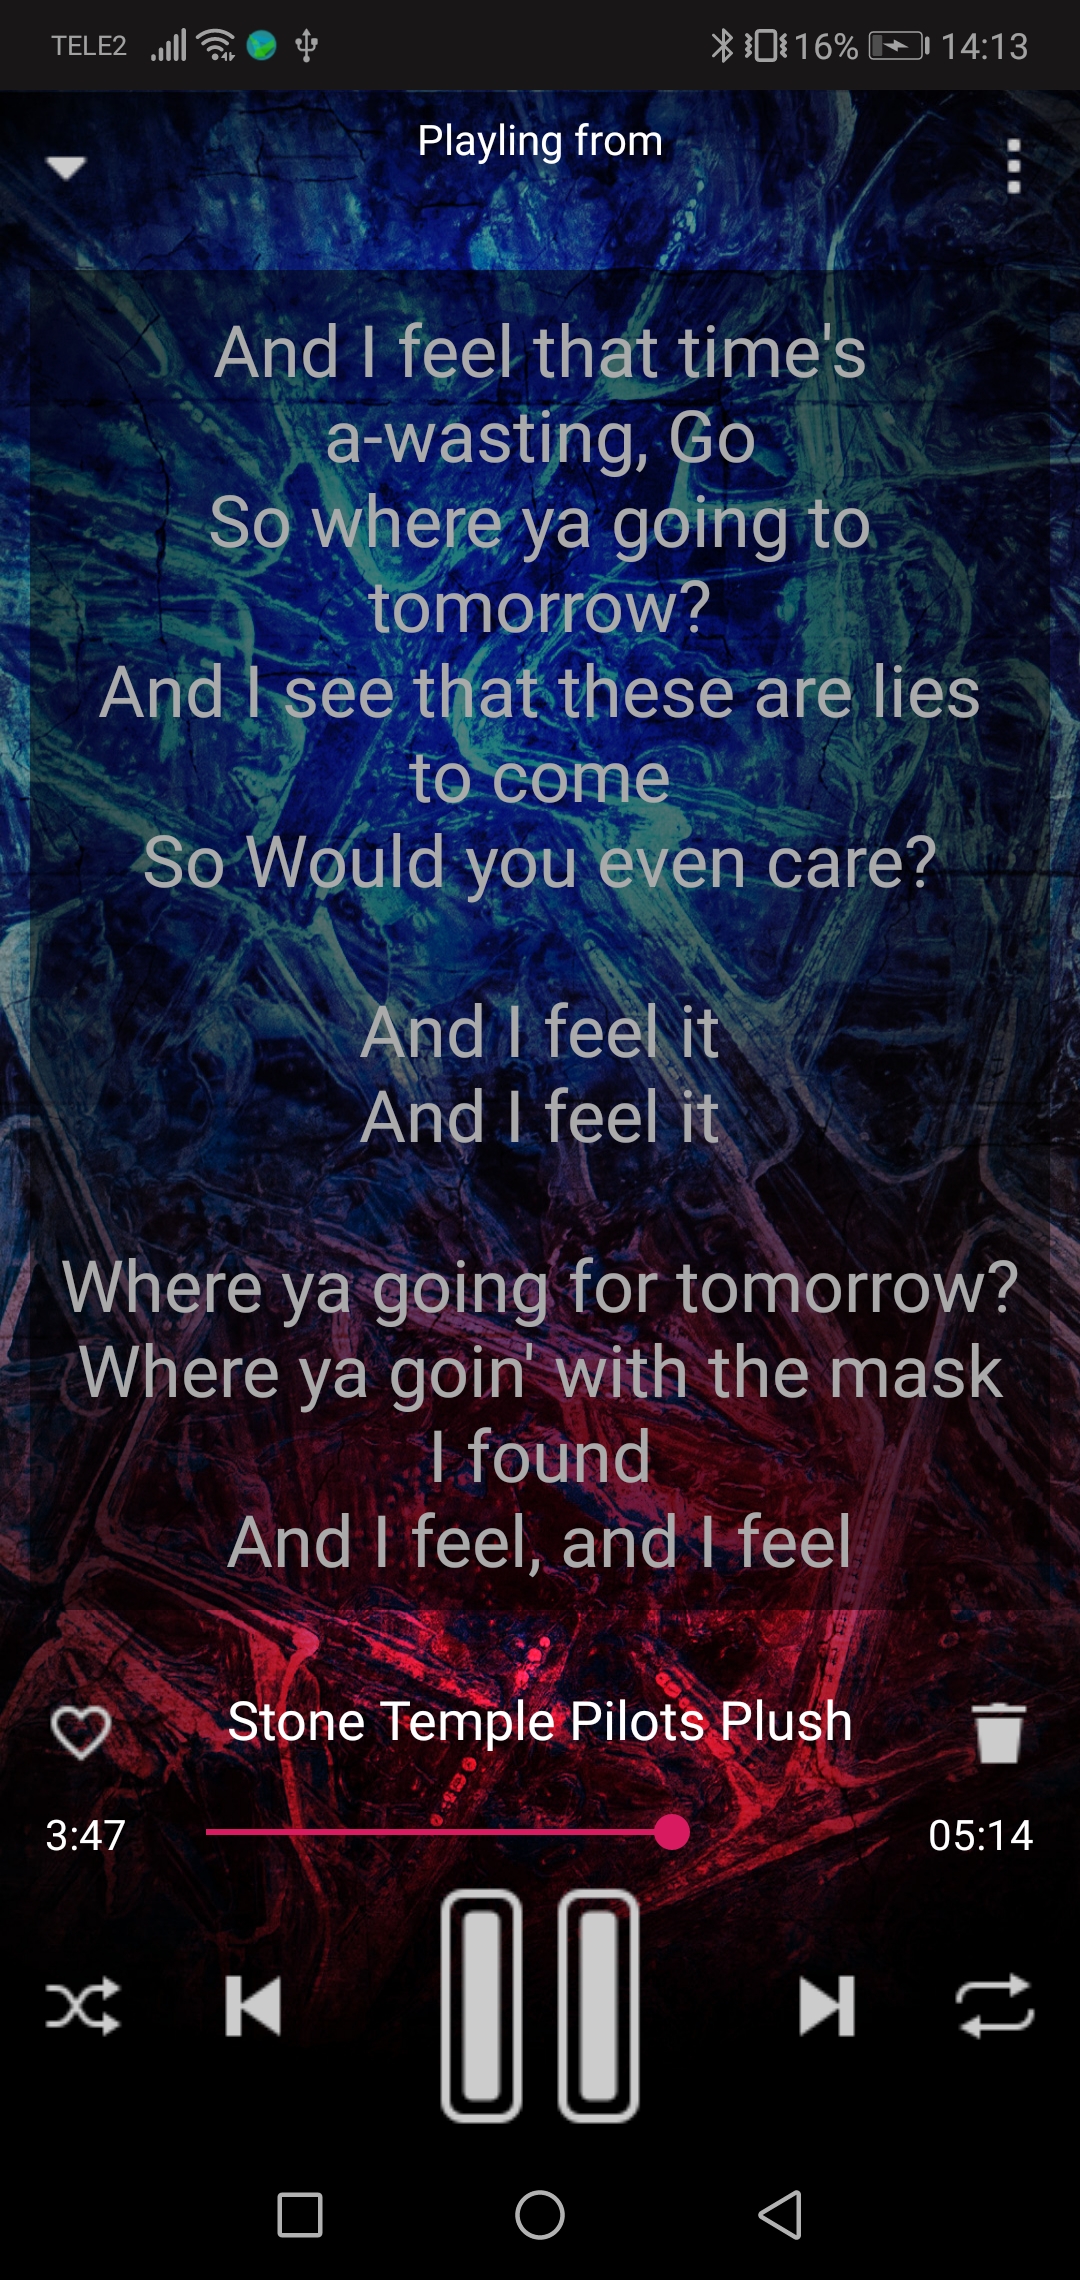 TELE2 16% 14:13
Playling from
And I feel that time's
a-wasting, Go
So where ya going to
tomorrow?
And I see that these are lies
to come
So Would you even care?
And I feel it
And I feel it
Where ya going for tomorrow?
Where ya goin' with the mask
I found
And I feel, and I feel
Stone Temple Pilots Plush
3:47 05:14